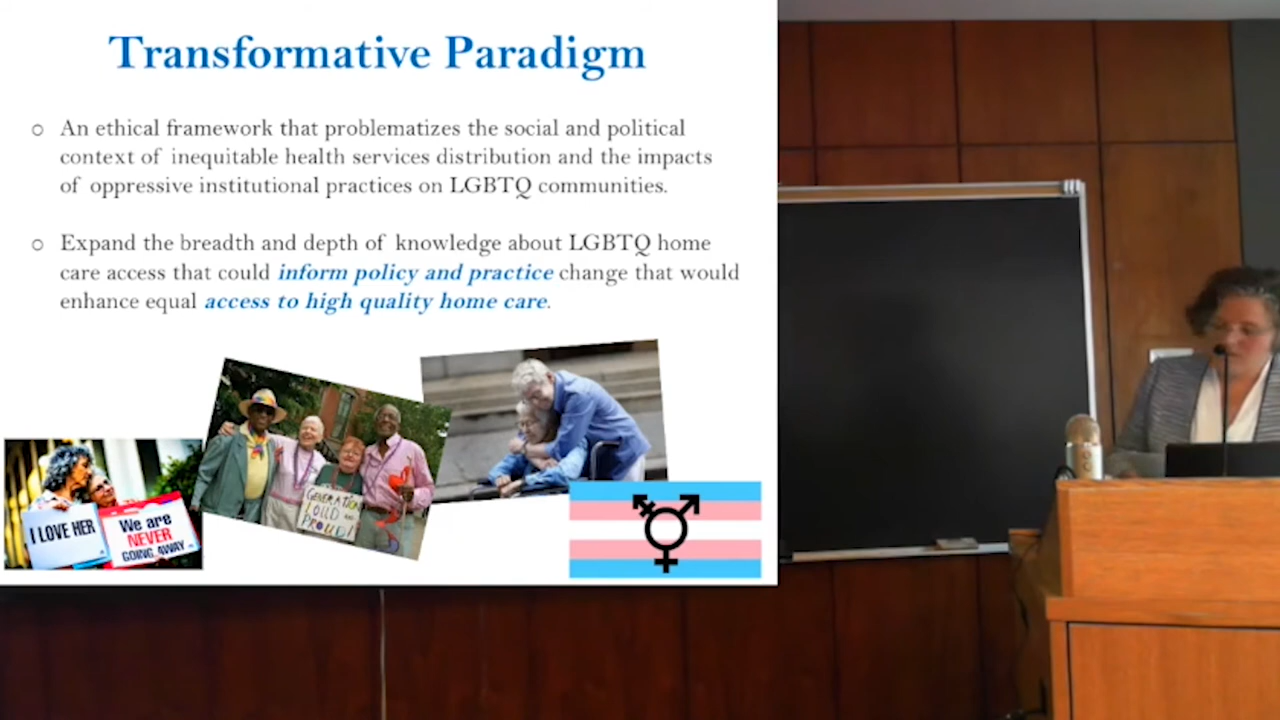 Transformative Paradigm
○ An ethical framework that problematizes the social and political
context of inequitable health services distribution and the impacts
of oppressive institutional practices on LGBTQ communities.
○ Expand the breadth and depth of knowledge about LGBTQ home
care access that could inform policy and practice change that would
enhance equal access to high quality home care.
I LOVE HER
We are
NEVER
GOING AWAY
GENERATION
LOUD AND
PROUD!